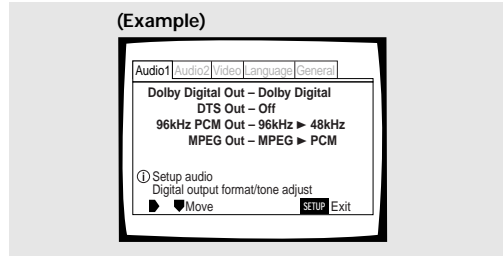 (Example)
Audio1 Audio2 Video Language General
Dolby Digital Out – Dolby Digital
DTS Out – Off
96kHz PCM Out – 96kHz ► 48kHz
MPEG Out – MPEG ► PCM
ⓘ Setup audio
Digital output format/tone adjust
Move SETUP Exit